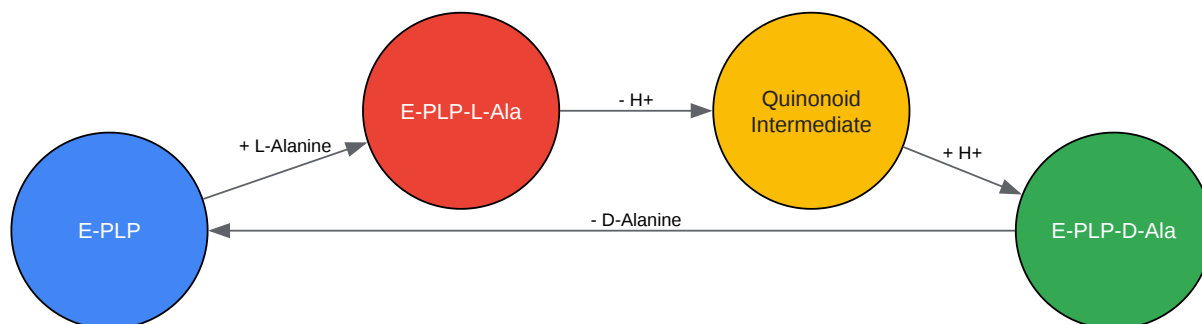 E-PLP
+ L-Alanine
E-PLP-L-Ala
- H+
Quinonoid
Intermediate
+ H+
E-PLP-D-Ala
- D-Alanine